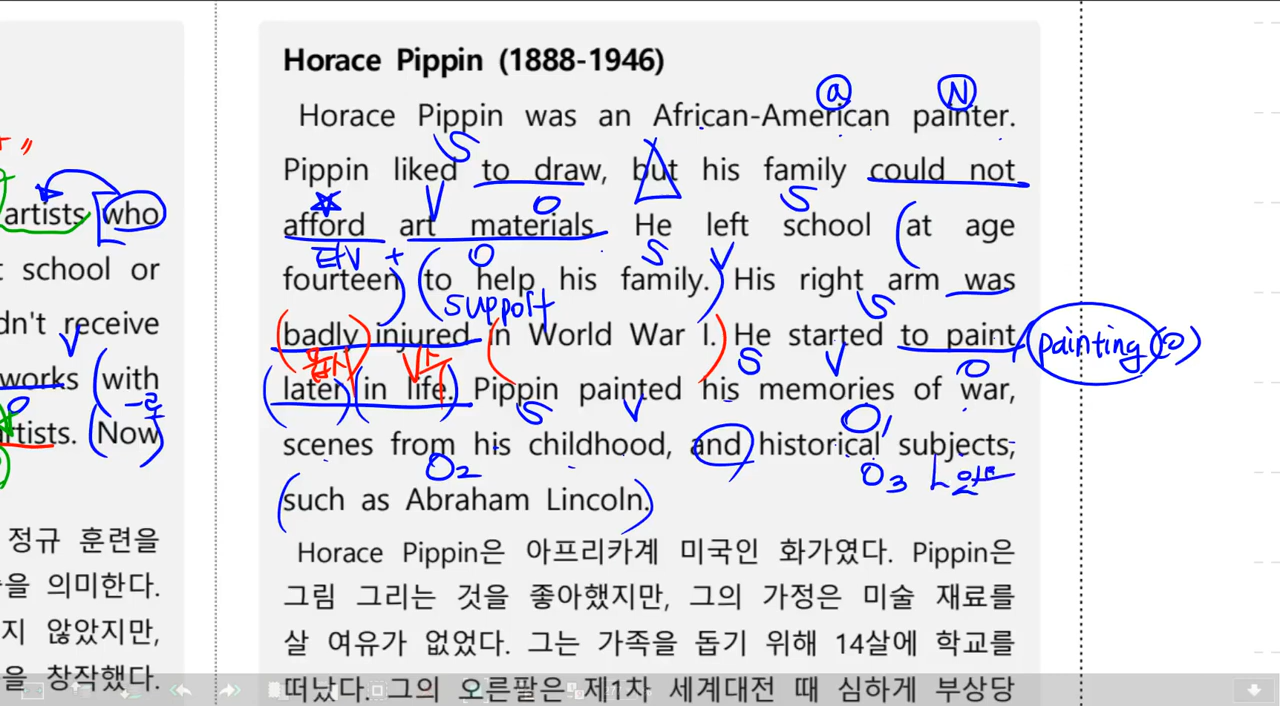 Horace Pippin (1888-1946)
ⓐ Ⓝ
Horace Pippin was an African-American painter.
S
Pippin liked to draw, but his family could not
V O S
afford art materials. He left school (at age
타V + O S V
fourteen) (to help his family.) His right arm was
support S
(badly) injured (in World War I.) He started to paint, painting (O)
부사 S V O
(later) (in life.) Pippin painted his memories of war,
S V O1
scenes from his childhood, and historical subjects,
O2 O3
(such as Abraham Lincoln.)
Horace Pippin은 아프리카계 미국인 화가였다. Pippin은
그림 그리는 것을 좋아했지만, 그의 가정은 미술 재료를
살 여유가 없었다. 그는 가족을 돕기 위해 14살에 학교를
떠났다. 그의 오른팔은 제1차 세계대전 때 심하게 부상당
artists who
school or
dn't receive
V
works (with
O -로
artists. (Now)
정규 훈련을
을 의미한다.
지 않았지만,
을 창작했다.